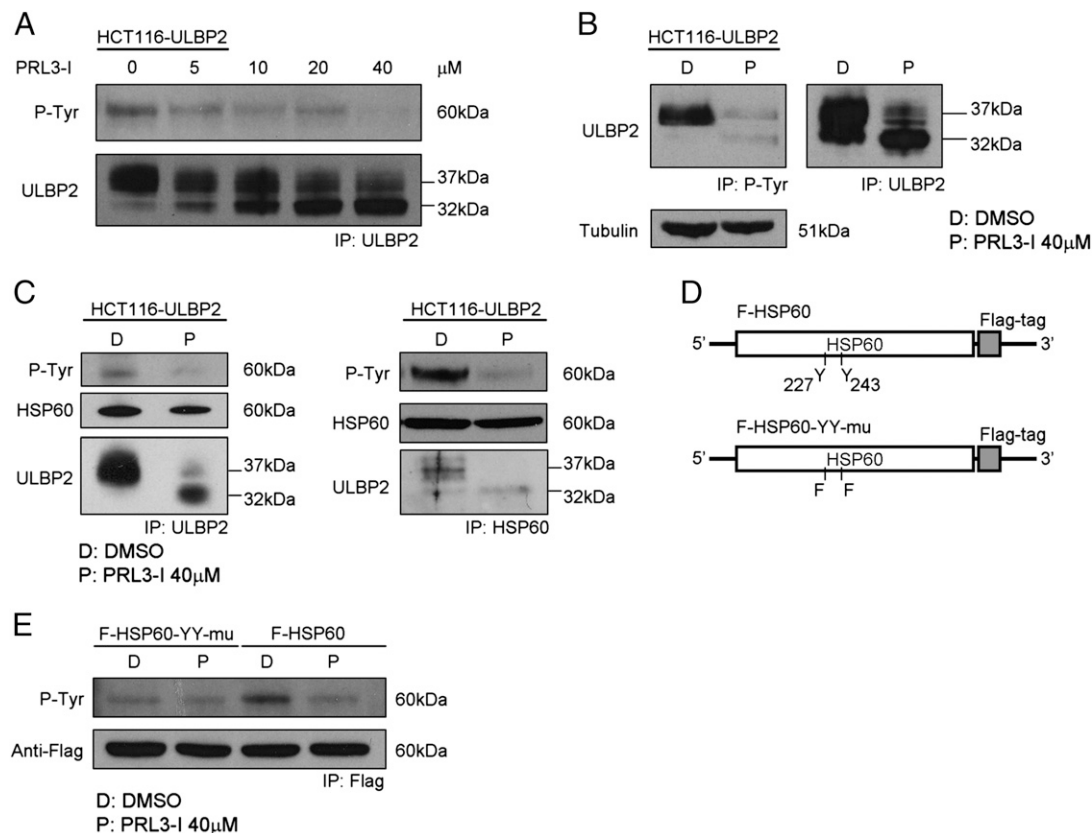 A
HCT116-ULBP2
PRL3-I 0 5 10 20 40 μM
P-Tyr 60kDa
ULBP2 37kDa
32kDa
IP: ULBP2
B
HCT116-ULBP2
D P D P
ULBP2 37kDa
32kDa
IP: P-Tyr IP: ULBP2
Tubulin 51kDa
D: DMSO
P: PRL3-I 40μM
C
HCT116-ULBP2
D P
P-Tyr 60kDa
HSP60 60kDa
ULBP2 37kDa
32kDa
IP: ULBP2
D: DMSO
P: PRL3-I 40μM
HCT116-ULBP2
D P
P-Tyr 60kDa
HSP60 60kDa
ULBP2 37kDa
32kDa
IP: HSP60
D
F-HSP60
Flag-tag
5' HSP60 3'
227 Y Y 243
F-HSP60-YY-mu
Flag-tag
5' HSP60 3'
F F
E
F-HSP60-YY-mu F-HSP60
D P D P
P-Tyr 60kDa
Anti-Flag 60kDa
IP: Flag
D: DMSO
P: PRL3-I 40μM